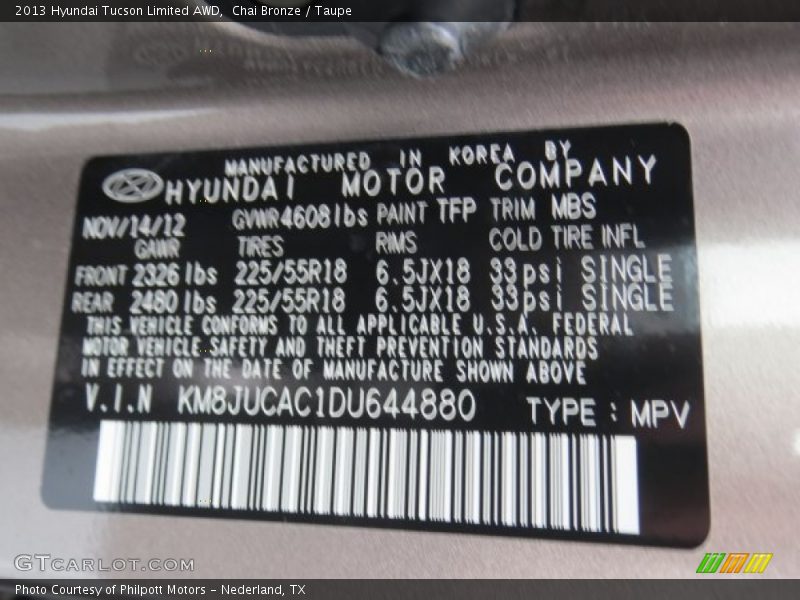 2013 Hyundai Tucson Limited AWD, Chai Bronze / Taupe
MANUFACTURED IN KOREA BY
HYUNDAI MOTOR COMPANY
NOV/14/12 GVWR 4608 lbs PAINT TFP TRIM MBS
GAWR TIRES RIMS COLD TIRE INFL
FRONT 2326 lbs 225/55R18 6.5JX18 33psi SINGLE
REAR 2480 lbs 225/55R18 6.5JX18 33psi SINGLE
THIS VEHICLE CONFORMS TO ALL APPLICABLE U.S.A. FEDERAL
MOTOR VEHICLE SAFETY AND THEFT PREVENTION STANDARDS
IN EFFECT ON THE DATE OF MANUFACTURE SHOWN ABOVE
V.I.N KM8JUCAC1DU644880 TYPE : MPV
GTCarLot.com
Photo Courtesy of Philpott Motors - Nederland, TX